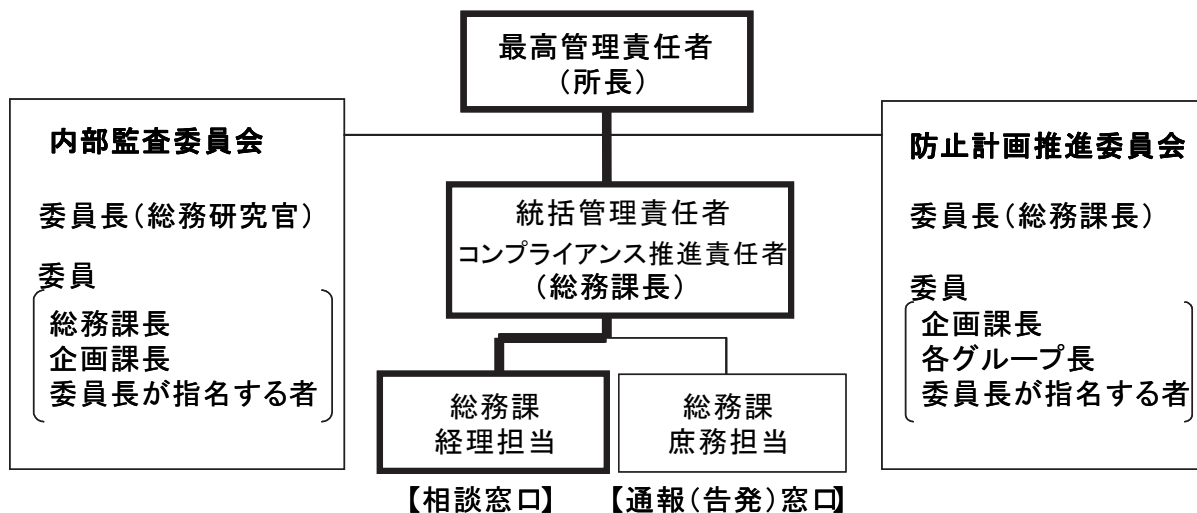 最高管理責任者
（所長）
内部監査委員会
委員長（総務研究官）
委員
総務課長
企画課長
委員長が指名する者
統括管理責任者
コンプライアンス推進責任者
（総務課長）
防止計画推進委員会
委員長（総務課長）
委員
企画課長
各グループ長
委員長が指名する者
総務課
経理担当
【相談窓口】
総務課
庶務担当
【通報（告発）窓口】